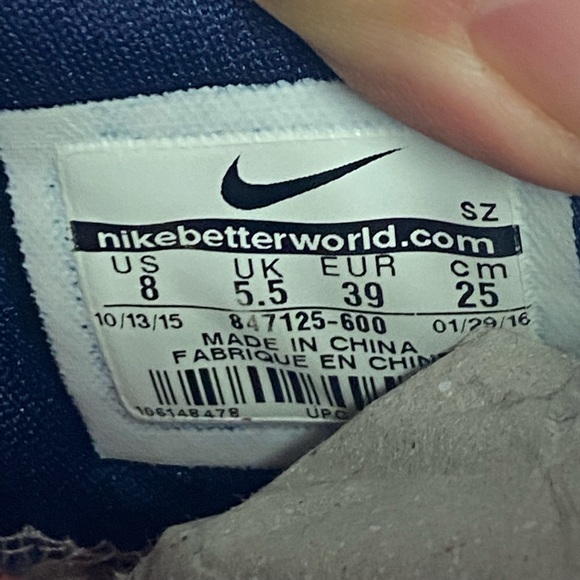 SZ
nikebetterworld.com
US UK EUR cm
8 5.5 39 25
10/13/15 847125-600 01/29/16
MADE IN CHINA
FABRIQUE EN
106148478 UPC